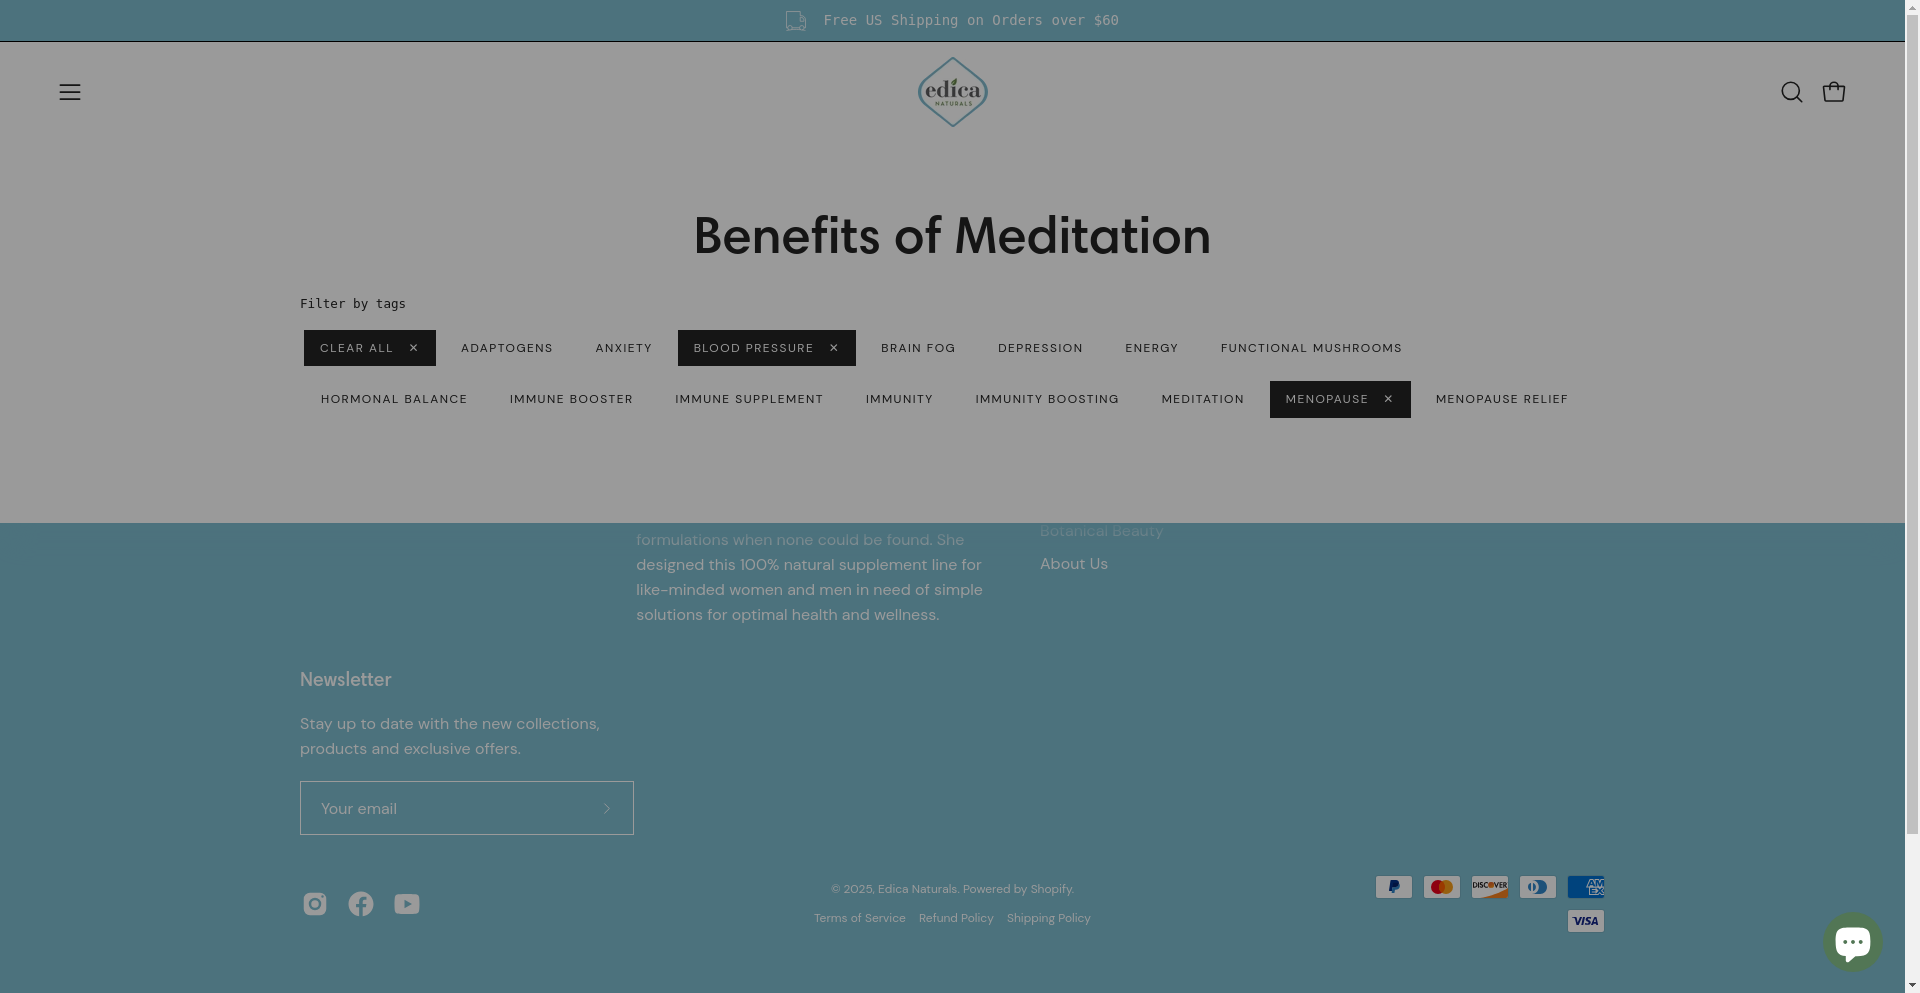 Free US Shipping on Orders over $60
edica
NATURALS
Benefits of Meditation
Filter by tags
CLEAR ALL ✕ ADAPTOGENS ANXIETY BLOOD PRESSURE ✕ BRAIN FOG DEPRESSION ENERGY FUNCTIONAL MUSHROOMS
HORMONAL BALANCE IMMUNE BOOSTER IMMUNE SUPPLEMENT IMMUNITY IMMUNITY BOOSTING MEDITATION MENOPAUSE ✕ MENOPAUSE RELIEF
formulations when none could be found. She
designed this 100% natural supplement line for
like-minded women and men in need of simple
solutions for optimal health and wellness.
Botanical Beauty
About Us
Newsletter
Stay up to date with the new collections,
products and exclusive offers.
Your email
© 2025, Edica Naturals. Powered by Shopify.
Terms of Service Refund Policy Shipping Policy
DISCOVER
AM
EX
VISA